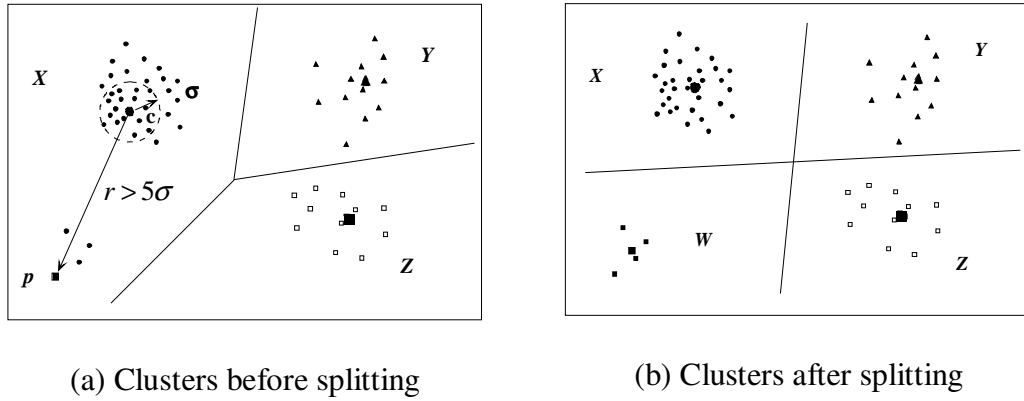 X
Y
σ
c
r > 5σ
p
Z
(a) Clusters before splitting
X
Y
W
Z
(b) Clusters after splitting